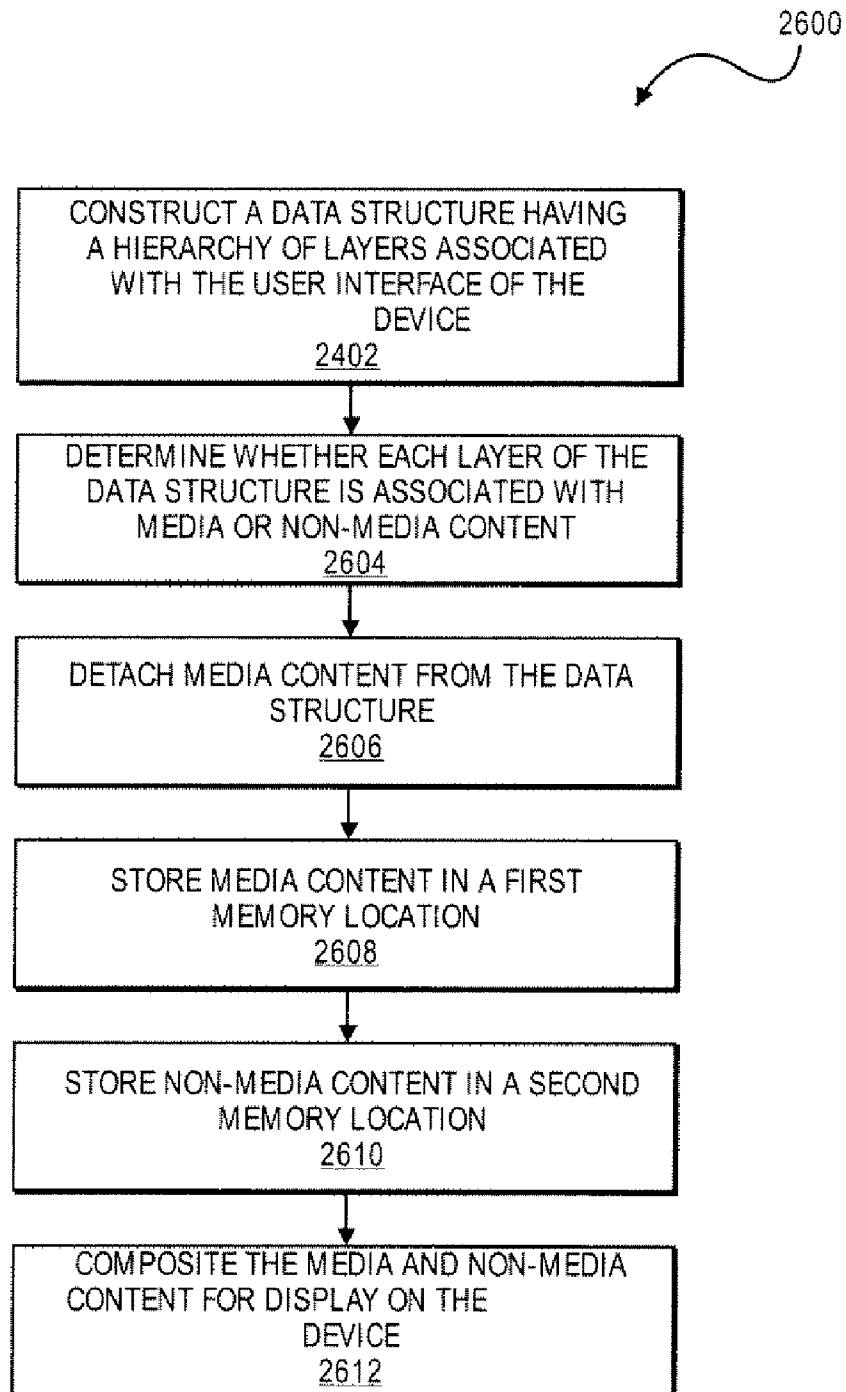 2600
CONSTRUCT A DATA STRUCTURE HAVING
A HIERARCHY OF LAYERS ASSOCIATED
WITH THE USER INTERFACE OF THE
DEVICE
2402
DETERMINE WHETHER EACH LAYER OF THE
DATA STRUCTURE IS ASSOCIATED WITH
MEDIA OR NON-MEDIA CONTENT
2604
DETACH MEDIA CONTENT FROM THE DATA
STRUCTURE
2606
STORE MEDIA CONTENT IN A FIRST
MEMORY LOCATION
2608
STORE NON-MEDIA CONTENT IN A SECOND
MEMORY LOCATION
2610
COMPOSITE THE MEDIA AND NON-MEDIA
CONTENT FOR DISPLAY ON THE
DEVICE
2612